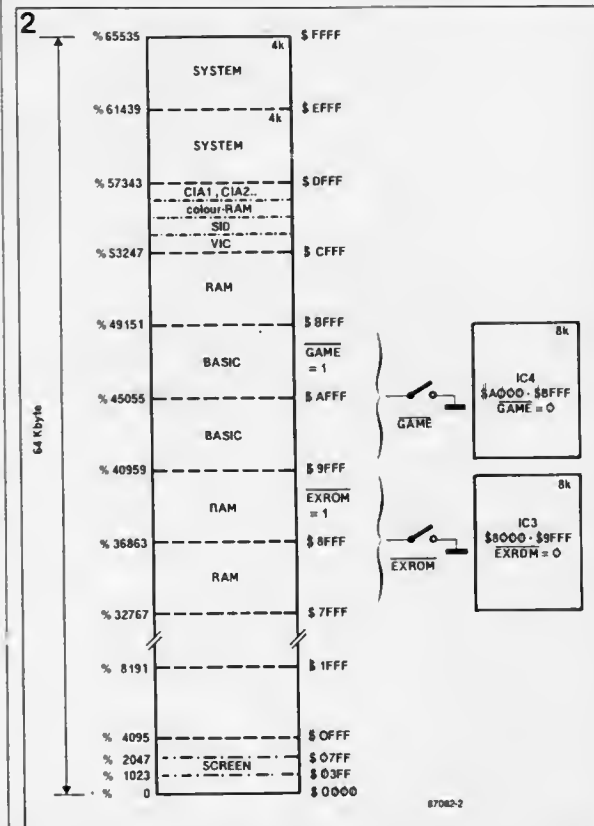 2
% 65535 $ FFFF
4k
SYSTEM
% 61439 $ EFFF
4k
SYSTEM
% 57343 $ DFFF
CIA1, CIA2..
colour-RAM
SID
VIC
% 53247 $ CFFF
RAM
% 49151 $ 8FFF
BASIC
GAME
= 1
% 45055 $ AFFF
BASIC
% 40959 $ 9FFF
RAM
EXROM
= 1
% 36863 $ 8FFF
RAM
% 32767 $ 7FFF
% 8191 $ 1FFF
% 4095 $ 0FFF
% 2047 $ 07FF
SCREEN
% 1023 $ 03FF
% 0 $ 0000
64 Kbyte
GAME
8k
IC4
$A000 - $8FFF
GAME = 0
EXROM
8k
IC3
$8000 - $9FFF
EXROM = 0
87082-2